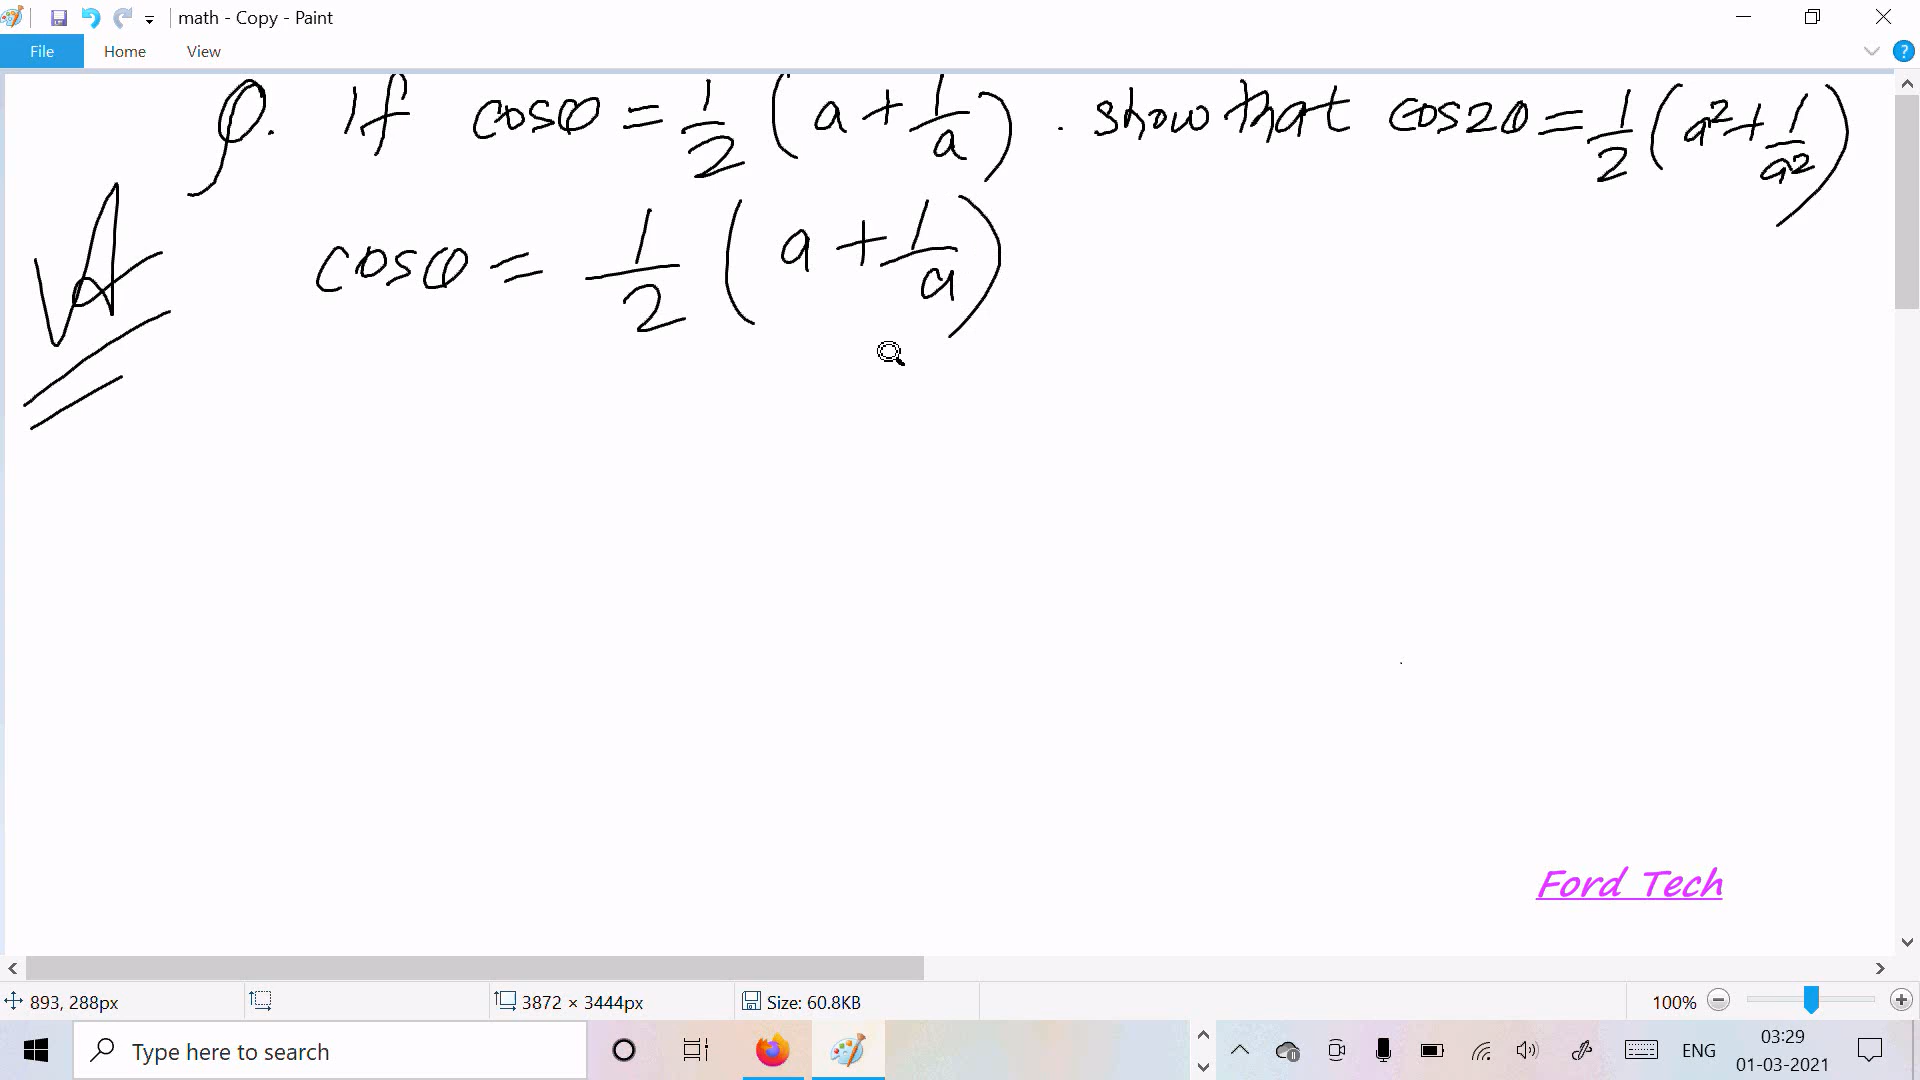 math - Copy - Paint
File Home View
Q. If cosθ = 1/2 (a + 1/a). show that cos2θ = 1/2 (a² + 1/a²)
A
cosθ = 1/2 (a + 1/a)
Ford Tech
893, 288px 3872 × 3444px Size: 60.8KB 100%
Type here to search
ENG
03:29
01-03-2021